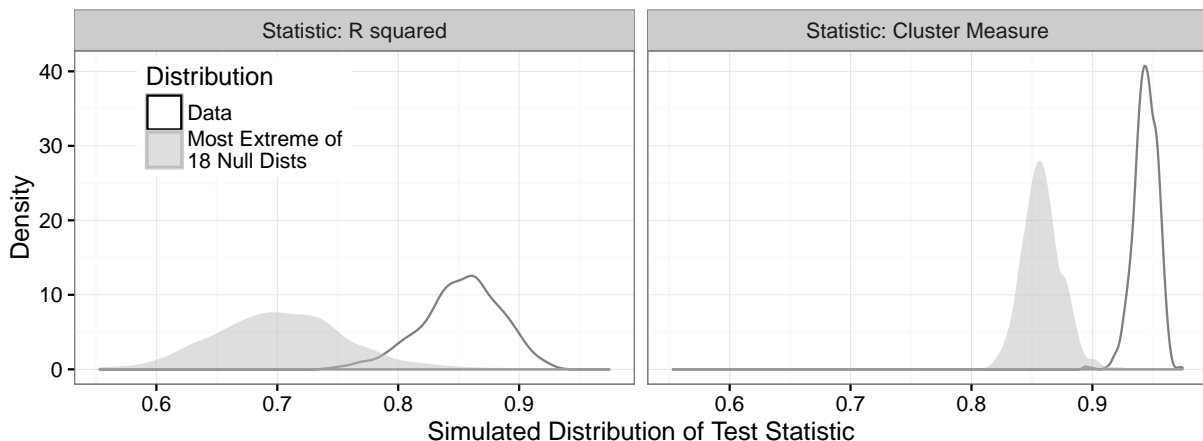 Statistic: R squared
Statistic: Cluster Measure
Distribution
Data
Most Extreme of
18 Null Dists
Density
40
30
20
10
0
0.6
0.7
0.8
0.9
0.6
0.7
0.8
0.9
Simulated Distribution of Test Statistic